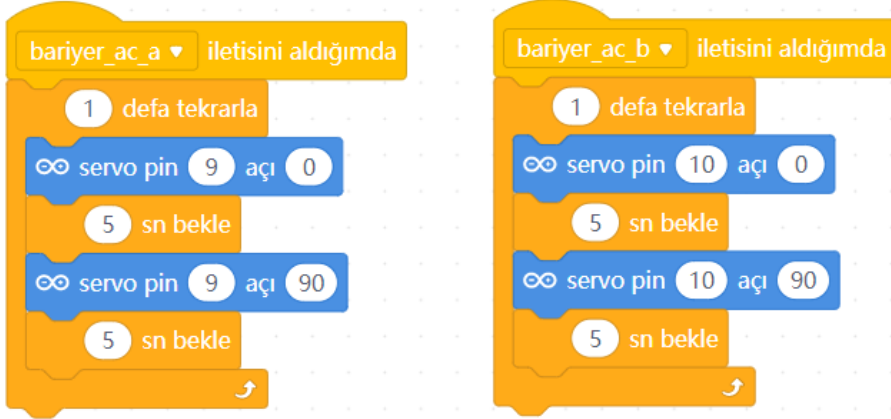 bariyer_ac_a iletisini aldığımda
1 defa tekrarla
servo pin 9 açı 0
5 sn bekle
servo pin 9 açı 90
5 sn bekle
bariyer_ac_b iletisini aldığımda
1 defa tekrarla
servo pin 10 açı 0
5 sn bekle
servo pin 10 açı 90
5 sn bekle